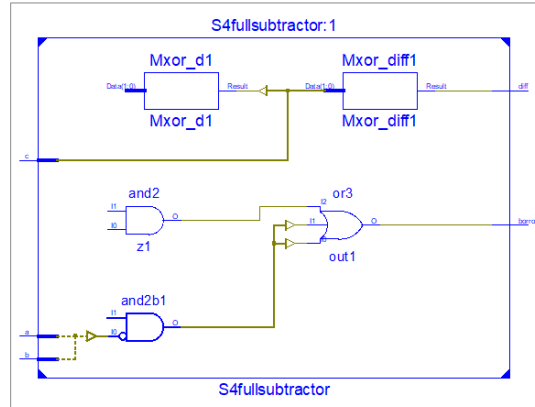 S4fullsubtractor:1
Mxor_d1 Mxor_diff1
Data(1:0) Result Data(1:0) Result diff
Mxor_d1 Mxor_diff1
c
and2 or3
I1 O I2
I0 I1 O borro
z1 out1
and2b1
I1 O
a I0
b
S4fullsubtractor